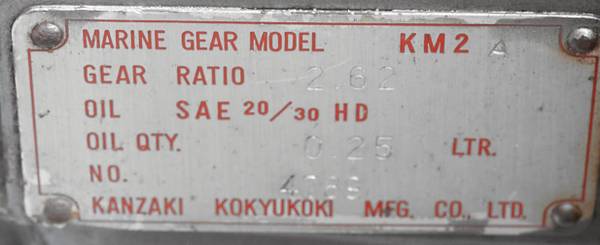 MARINE GEAR MODEL KM2 A
GEAR RATIO 2.62
OIL SAE 20/30 HD
OIL QTY. 0.25 LTR.
NO.
KANZAKI KOKYUKOKI MFG. CO., LTD.